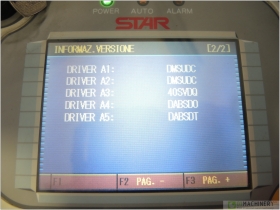 POWER AUTO ALARM
STAR
INFORMAZ.VERSIONE [2/2]
DRIVER A1: DMSUDC
DRIVER A2: DMSUDC
DRIVER A3: 40SVDQ
DRIVER A4: DABSDO
DRIVER A5: DABSDT
F1 F2 PAG. - F3 PAG. +